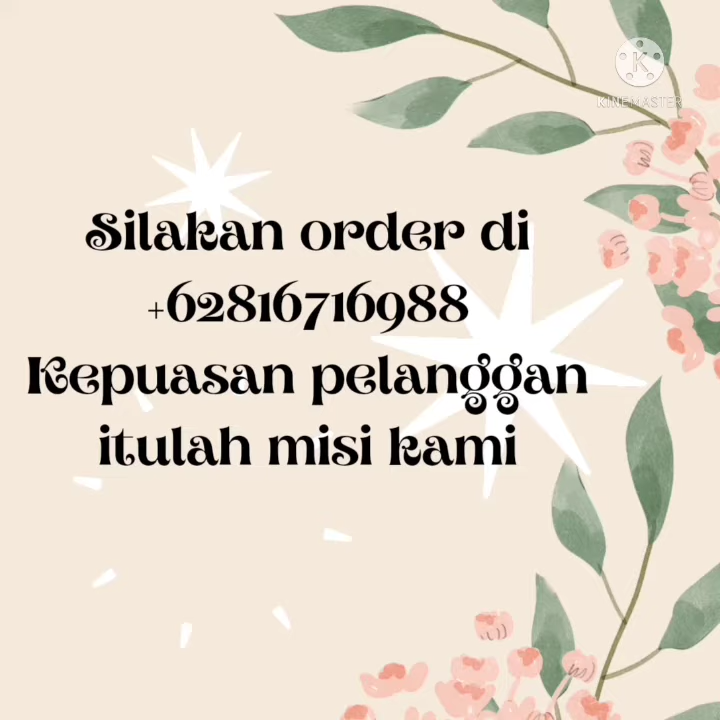 KINEMASTER
Silakan order di
+62816716988
Kepuasan pelanggan
itulah misi kami